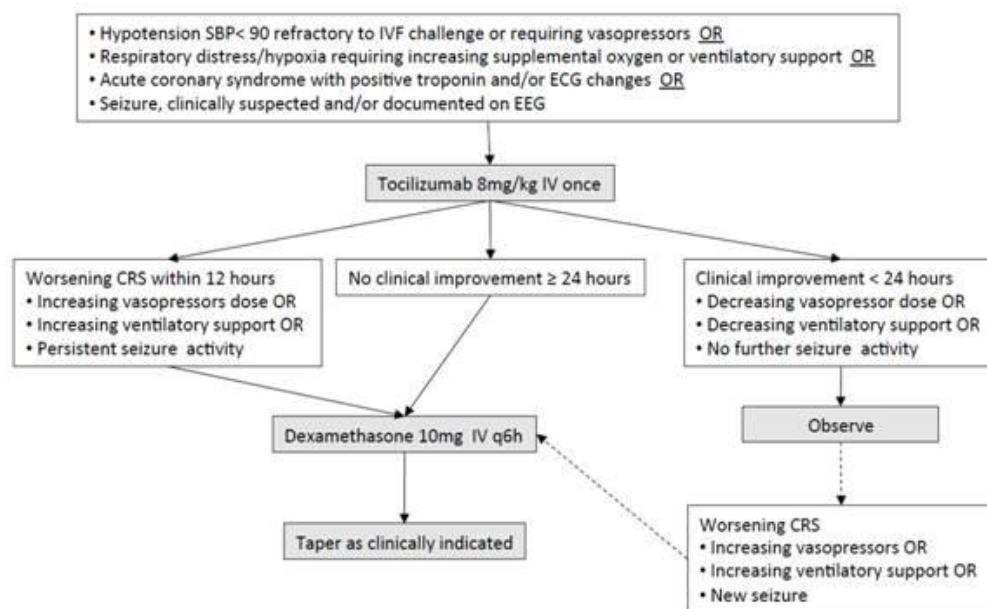 • Hypotension SBP< 90 refractory to IVF challenge or requiring vasopressors OR
• Respiratory distress/hypoxia requiring increasing supplemental oxygen or ventilatory support OR
• Acute coronary syndrome with positive troponin and/or ECG changes OR
• Seizure, clinically suspected and/or documented on EEG
Tocilizumab 8mg/kg IV once
Worsening CRS within 12 hours
• Increasing vasopressors dose OR
• Increasing ventilatory support OR
• Persistent seizure activity
No clinical improvement ≥ 24 hours
Clinical improvement < 24 hours
• Decreasing vasopressor dose OR
• Decreasing ventilatory support OR
• No further seizure activity
Dexamethasone 10mg IV q6h
Observe
Taper as clinically indicated
Worsening CRS
• Increasing vasopressors OR
• Increasing ventilatory support OR
• New seizure